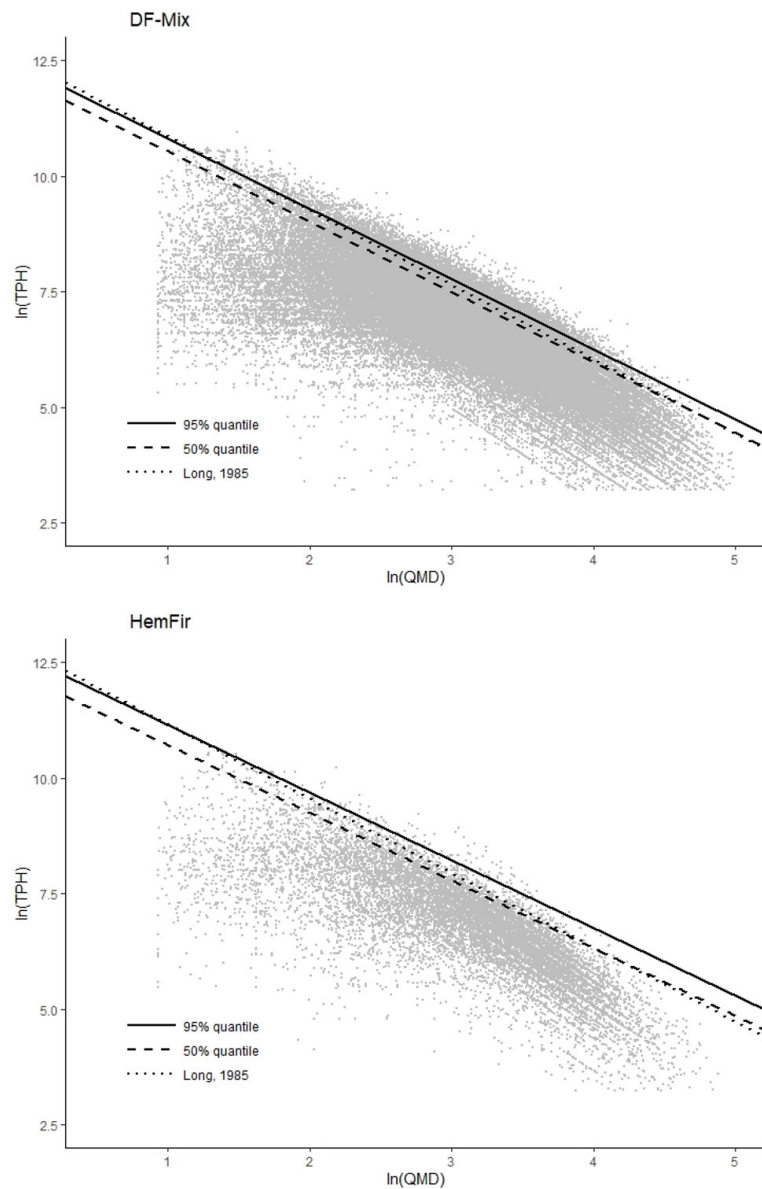 DF-Mix
12.5
10.0
7.5
5.0
2.5
ln(TPH)
95% quantile
50% quantile
Long, 1985
1 2 3 4 5
ln(QMD)
HemFir
12.5
10.0
7.5
5.0
2.5
ln(TPH)
95% quantile
50% quantile
Long, 1985
1 2 3 4 5
ln(QMD)